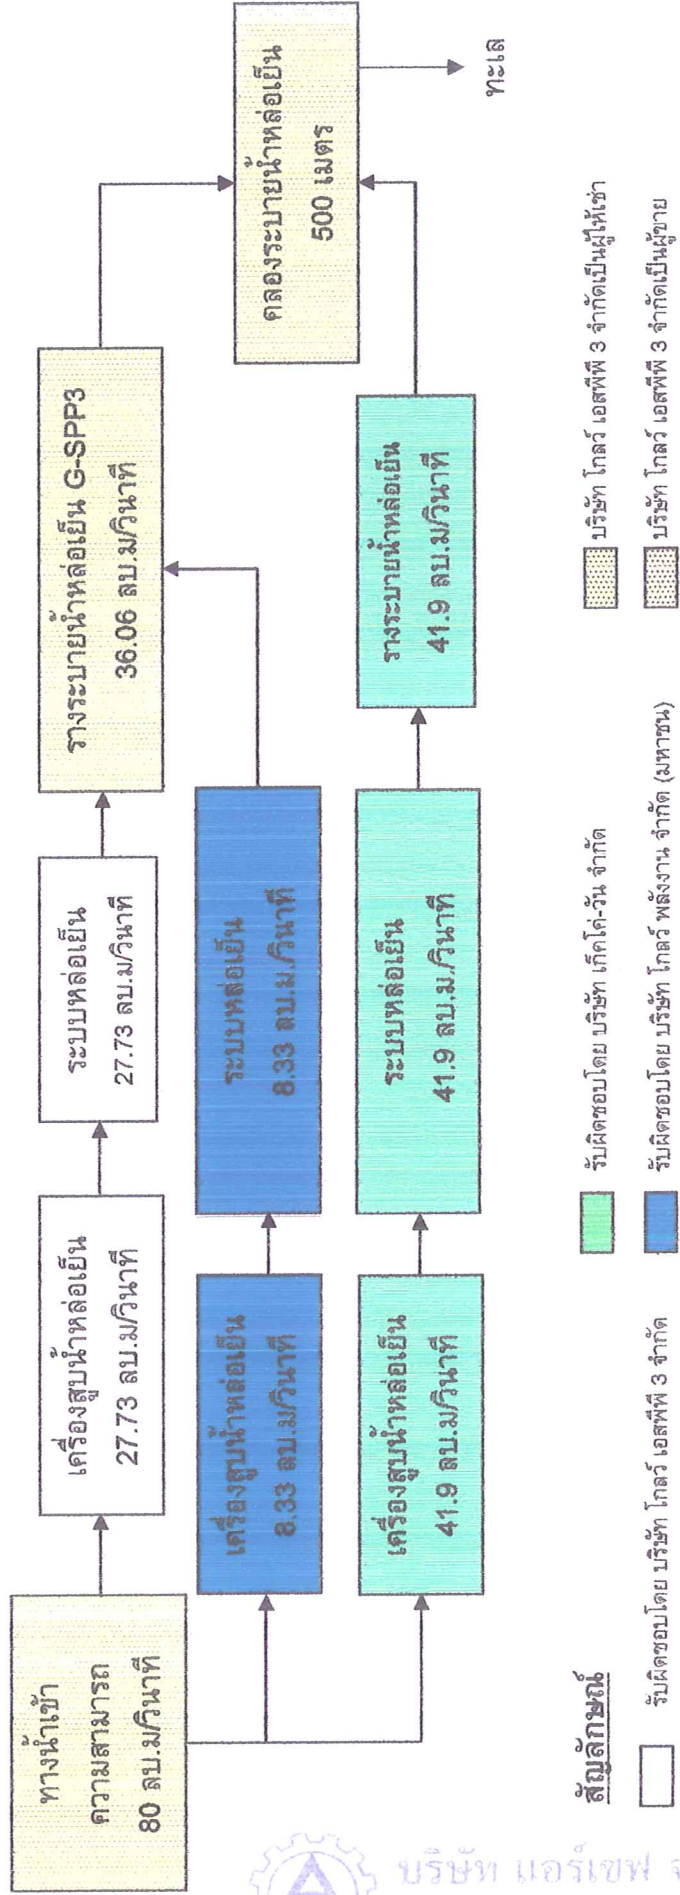 ทางน้ำเข้า
ความสามารถ
80 ลบ.ม/วินาที
เครื่องสูบน้ำหล่อเย็น
27.73 ลบ.ม/วินาที
ระบบหล่อเย็น
27.73 ลบ.ม/วินาที
รางระบายน้ำหล่อเย็น G-SPP3
36.06 ลบ.ม/วินาที
เครื่องสูบน้ำหล่อเย็น
8.33 ลบ.ม/วินาที
ระบบหล่อเย็น
8.33 ลบ.ม./วินาที
คลองระบายน้ำหล่อเย็น
500 เมตร
ทะเล
เครื่องสูบน้ำหล่อเย็น
41.9 ลบ.ม/วินาที
ระบบหล่อเย็น
41.9 ลบ.ม./วินาที
รางระบายน้ำหล่อเย็น
41.9 ลบ.ม/วินาที
สัญลักษณ์
รับผิดชอบโดย บริษัท โกลว์ เอสพีพี 3 จำกัด
รับผิดชอบโดย บริษัท เก็คโค่-วัน จำกัด
รับผิดชอบโดย บริษัท โกลว์ พลังงาน จำกัด (มหาชน)
บริษัท โกลว์ เอสพีพี 3 จำกัดเป็นผู้ให้เช่า
บริษัท โกลว์ เอสพีพี 3 จำกัดเป็นผู้ขาย
บริษัท แอร์เซฟ